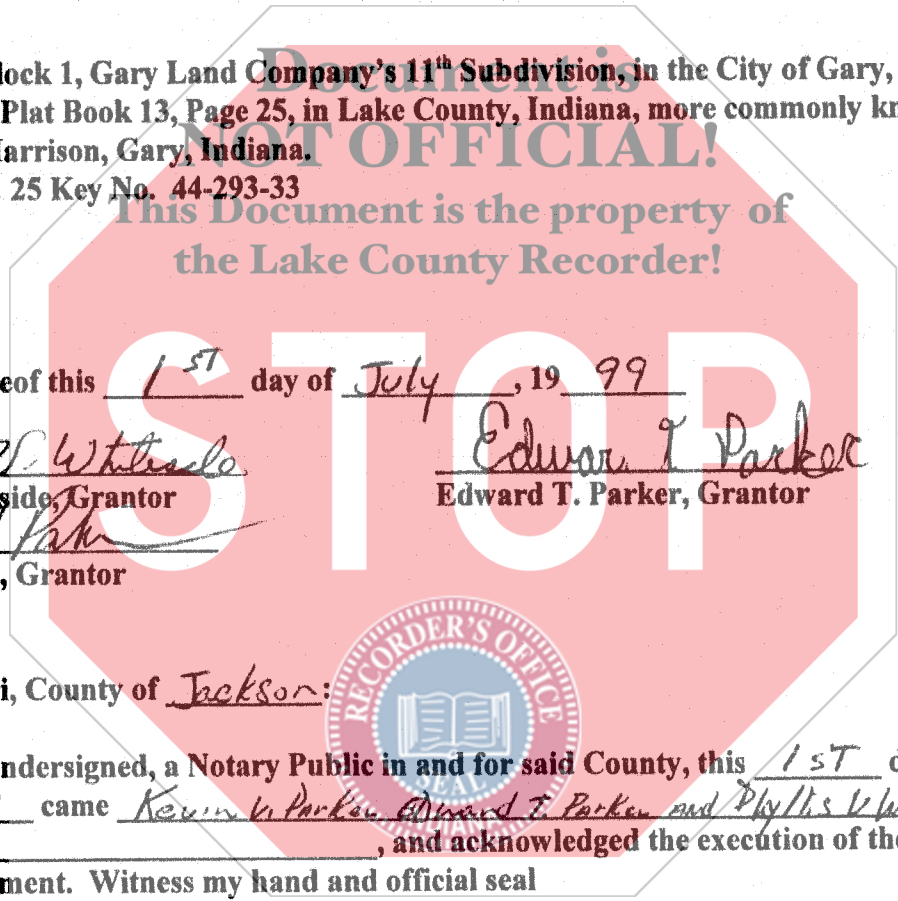 lock 1, Gary Land Company's 11th Subdivision, in the City of Gary,
Document is
Plat Book 13, Page 25, in Lake County, Indiana, more commonly kn
NOT OFFICIAL!
Harrison, Gary, Indiana.
25 Key No. 44-293-33
This Document is the property of
the Lake County Recorder!
STOP
eof this 1ST day of July, 19 99
Whiteside Edward T Parker
side, Grantor Edward T. Parker, Grantor
Parker
, Grantor
RECORDER'S OFFICE
SEAL
i, County of Jackson:
ndersigned, a Notary Public in and for said County, this 1ST d
came Kevin V. Parker Edward T. Parker and Phyllis V. Wh
, and acknowledged the execution of the
ment. Witness my hand and official seal